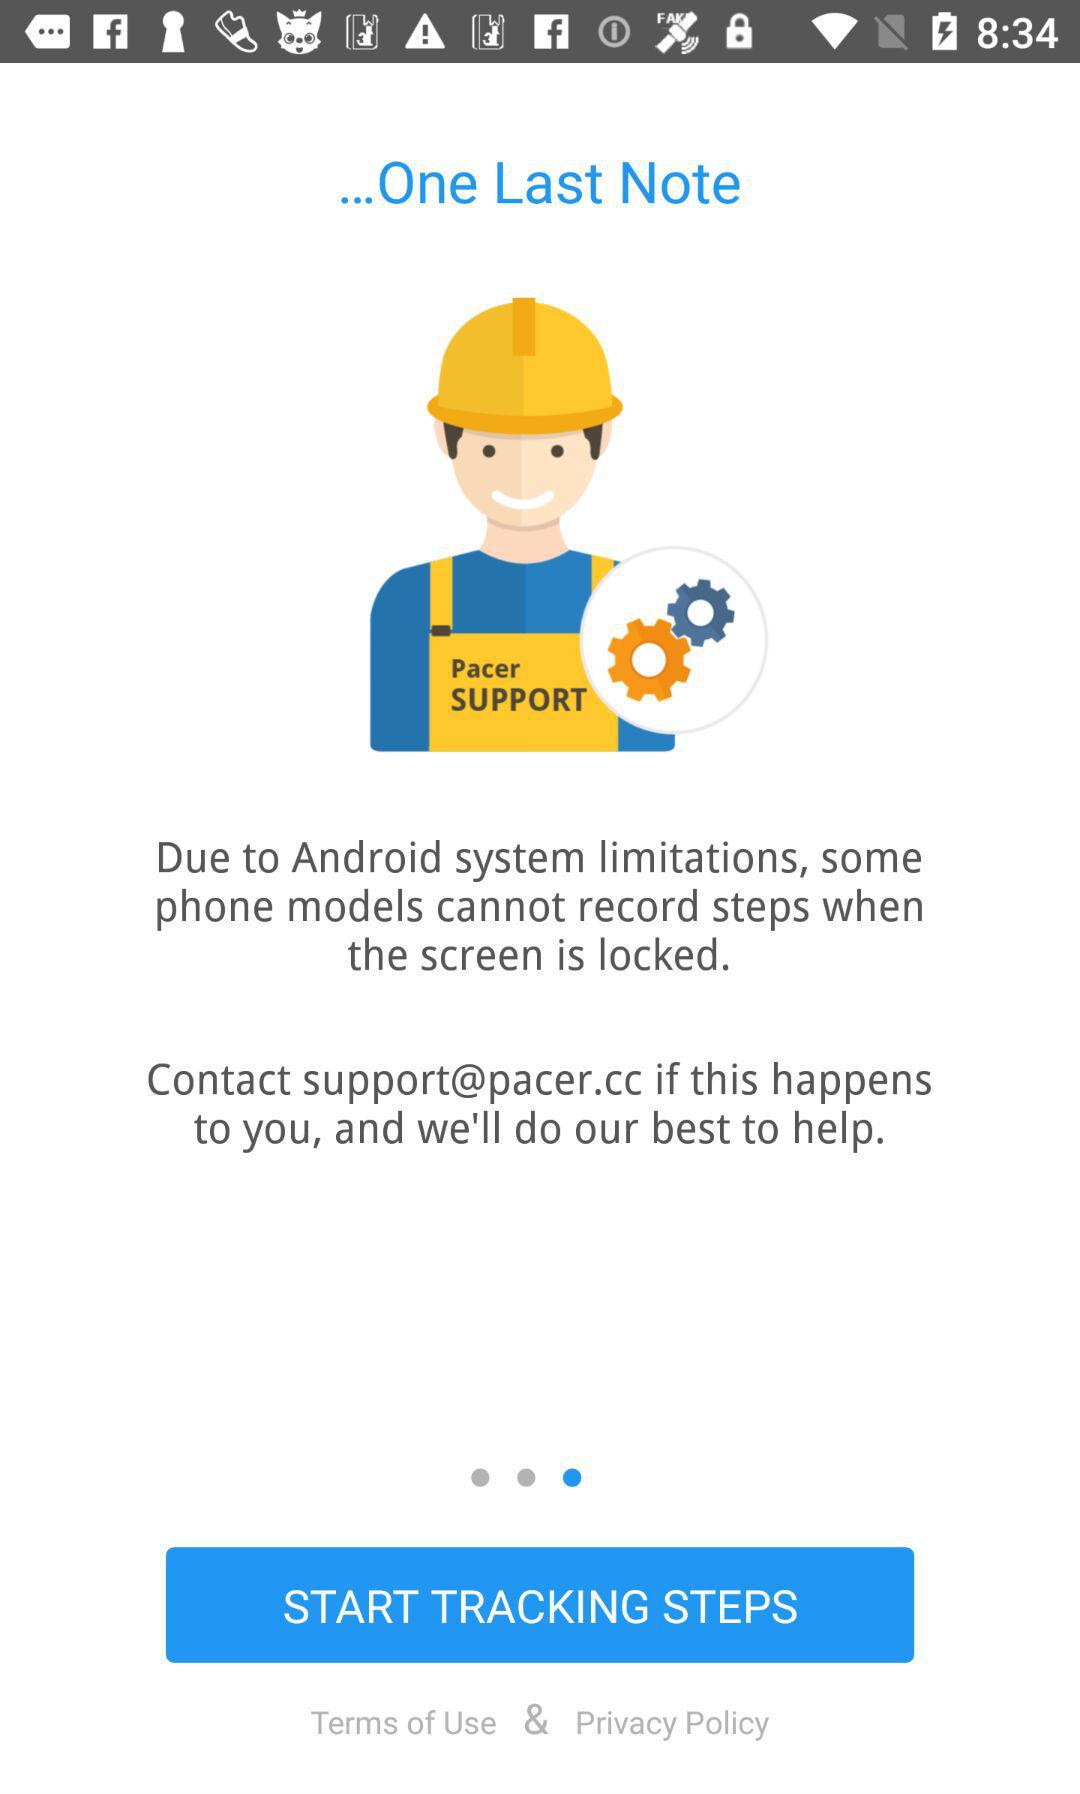 FAKE
8:34
...One Last Note
Pacer
SUPPORT
Due to Android system limitations, some
phone models cannot record steps when
the screen is locked.
Contact support@pacer.cc if this happens
to you, and we'll do our best to help.
START TRACKING STEPS
Terms of Use & Privacy Policy